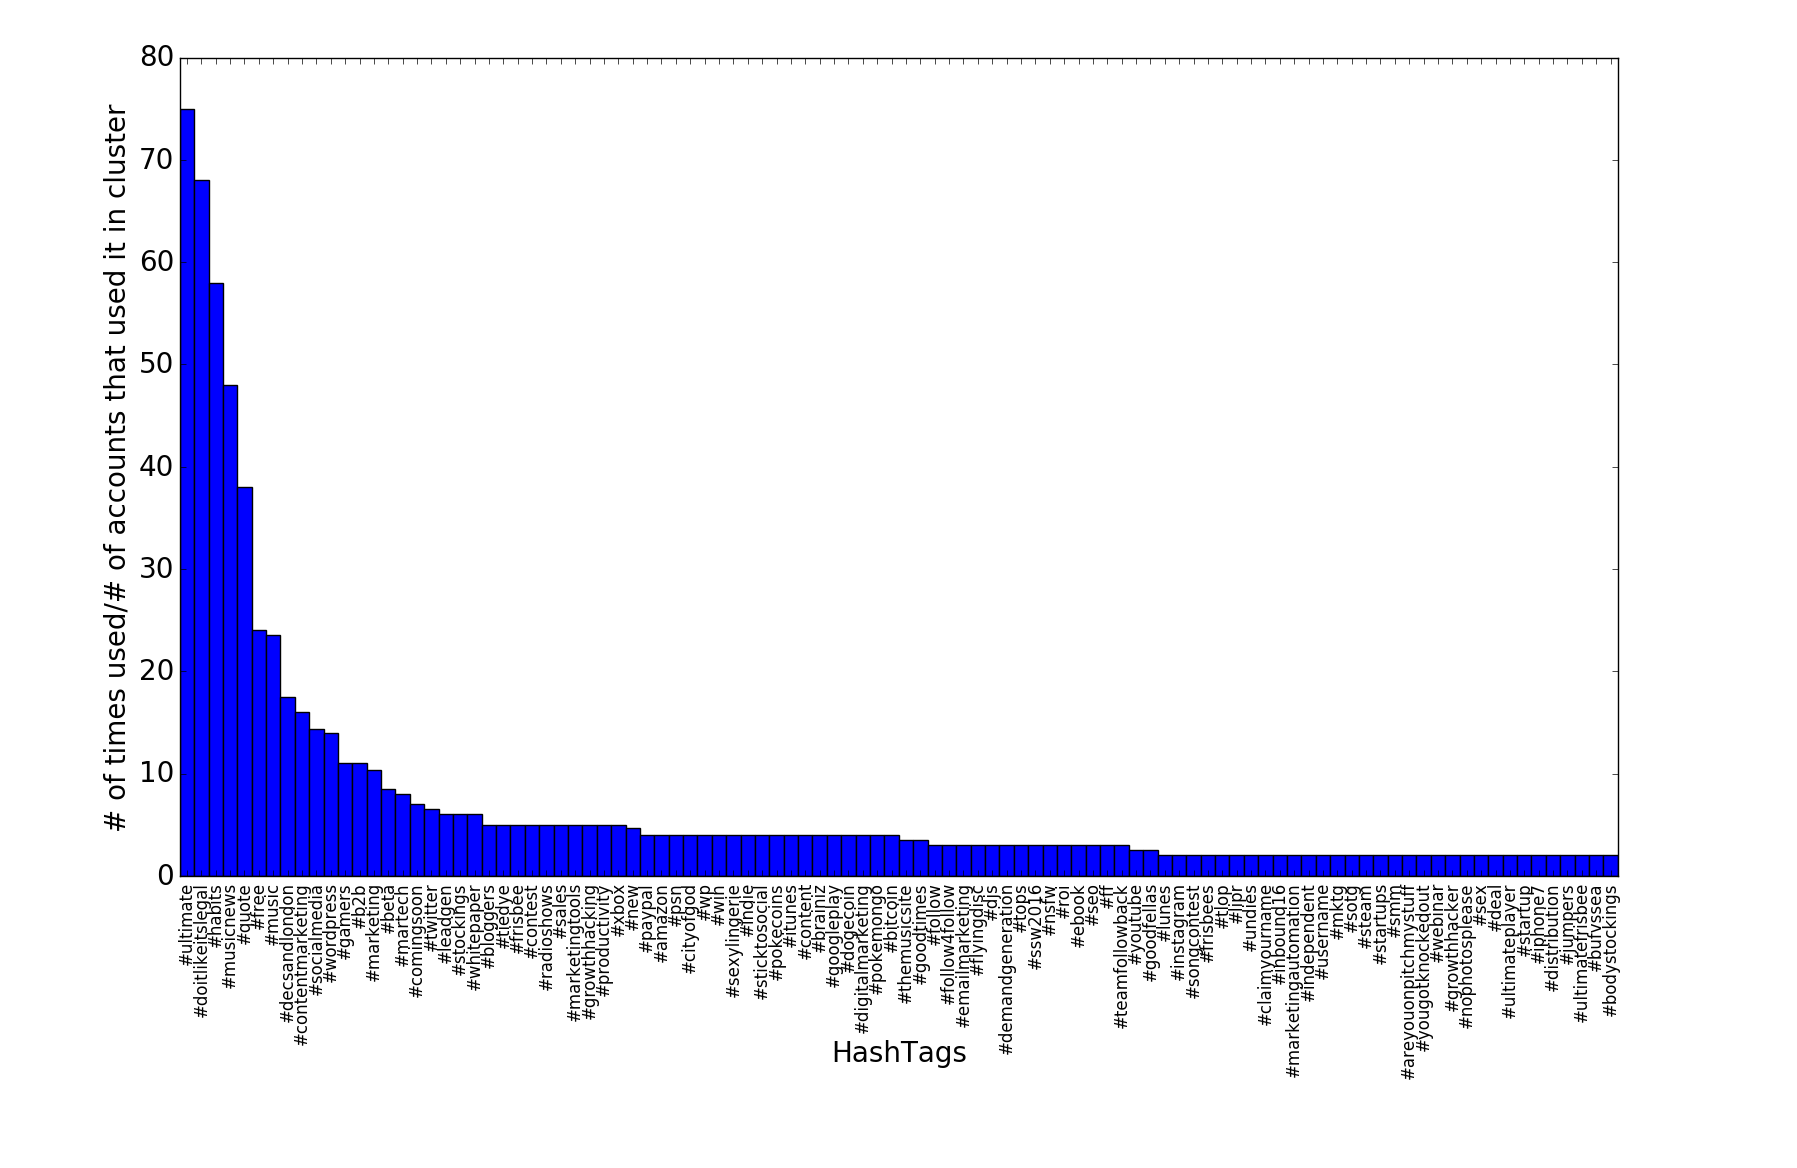 80
70
60
50
40
30
20
10
0
# of times used/# of accounts that used it in cluster
#ultimate
#doitlikeitslegal
#habits
#musicnews
#quote
#free
#music
#decsandlondon
#contentmarketing
#socialmedia
#wordpress
#gamers
#b2b
#marketing
#beta
#martech
#comingsoon
#twitter
#leadgen
#stockings
#whitepaper
#bloggers
#tiedye
#frisbee
#contest
#radioshows
#sales
#marketingtools
#growthhacking
#productivity
#xbox
#new
#paypal
#amazon
#psn
#cityofgod
#wp
#wih
#sexylingerie
#indie
#sticktosocial
#pokecoins
#itunes
#content
#brainiz
#googleplay
#dogecoin
#digitalmarketing
#pokemongo
#bitcoin
#themusicsite
#goodtimes
#follow
#follow4follow
#emailmarketing
#flyingdisc
#djs
#demandgeneration
#tops
#ssw2016
#nsfw
#roi
#ebook
#seo
#ff
#teamfollowback
#youtube
#goodfellas
#lunes
#instagram
#songcontest
#frisbees
#tlop
#ljpr
#undies
#claimyourname
#inbound16
#marketingautomation
#independent
#username
#mktg
#sotg
#steam
#startups
#smm
#areyouonpitchmystuff
#yougotknockedout
#webinar
#growthhacker
#nophotosplease
#sex
#deal
#ultimateplayer
#startup
#iphone7
#distribution
#jumpers
#ultimatefrisbee
#bufvssea
#bodystockings
HashTags